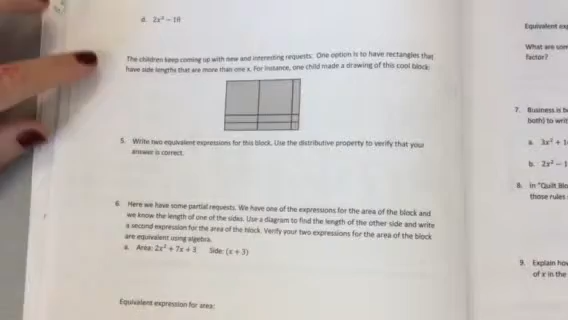 d. 2x² − 18
The children keep coming up with new and interesting requests. One option is to have rectangles that
have side lengths that are more than one x. For instance, one child made a drawing of this cool block:
5. Write two equivalent expressions for this block. Use the distributive property to verify that your
answer is correct.
6. Here we have some partial requests. We have one of the expressions for the area of the block and
we know the length of one of the sides. Use a diagram to find the length of the other side and write
a second expression for the area of the block. Verify your two expressions for the area of the block
are equivalent using algebra.
a. Area: 2x² + 7x + 3 Side: (x + 3)
Equivalent expression for area:
Equivalent
What are
factor?
7. Business is
both) to
a. 3x² +
b. 2x² −
8. In "Quilt
those rules
9. Explain
of x in the